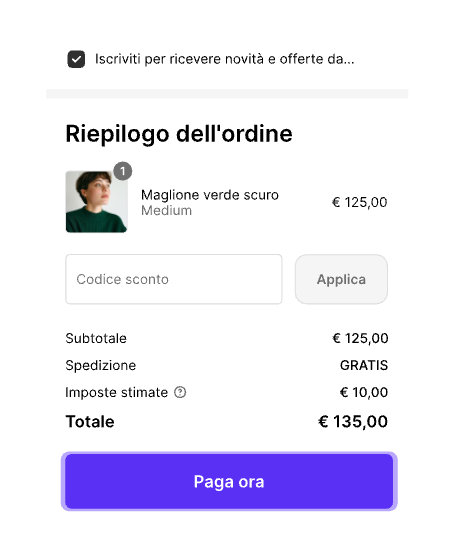 Iscriviti per ricevere novità e offerte da...
Riepilogo dell'ordine
1
Maglione verde scuro
Medium
€ 125,00
Codice sconto
Applica
Subtotale
€ 125,00
Spedizione
GRATIS
Imposte stimate ?
€ 10,00
Totale
€ 135,00
Paga ora